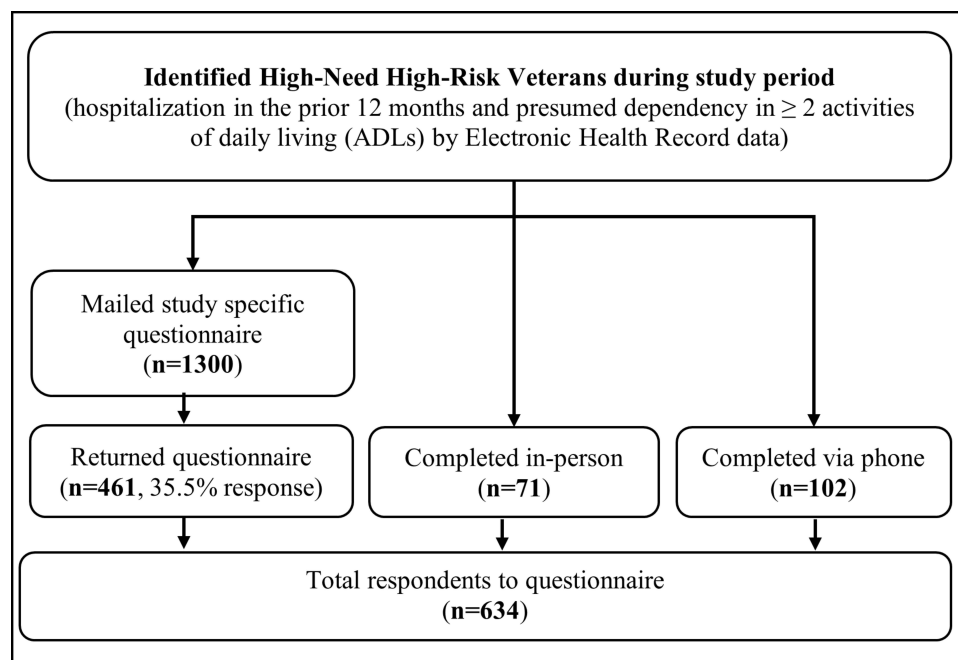 Identified High-Need High-Risk Veterans during study period
(hospitalization in the prior 12 months and presumed dependency in ≥ 2 activities
of daily living (ADLs) by Electronic Health Record data)
Mailed study specific
questionnaire
(n=1300)
Returned questionnaire
(n=461, 35.5% response)
Completed in-person
(n=71)
Completed via phone
(n=102)
Total respondents to questionnaire
(n=634)